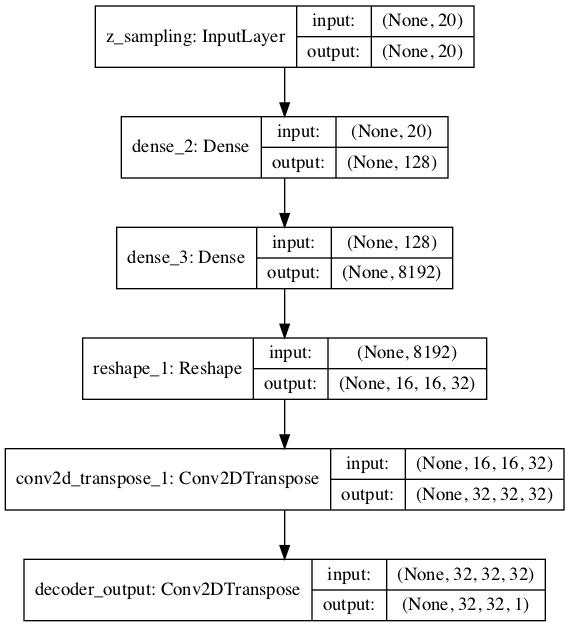 z_sampling: InputLayer
input:
(None, 20)
output:
(None, 20)
dense_2: Dense
input:
(None, 20)
output:
(None, 128)
dense_3: Dense
input:
(None, 128)
output:
(None, 8192)
reshape_1: Reshape
input:
(None, 8192)
output:
(None, 16, 16, 32)
conv2d_transpose_1: Conv2DTranspose
input:
(None, 16, 16, 32)
output:
(None, 32, 32, 32)
decoder_output: Conv2DTranspose
input:
(None, 32, 32, 32)
output:
(None, 32, 32, 1)